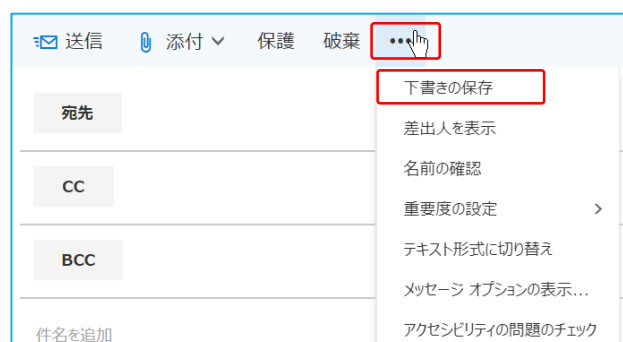 送信 添付 保護 破棄 •••
下書きの保存
宛先
差出人を表示
名前の確認
CC
重要度の設定
BCC
テキスト形式に切り替え
メッセージ オプションの表示...
件名を追加
アクセシビリティの問題のチェック